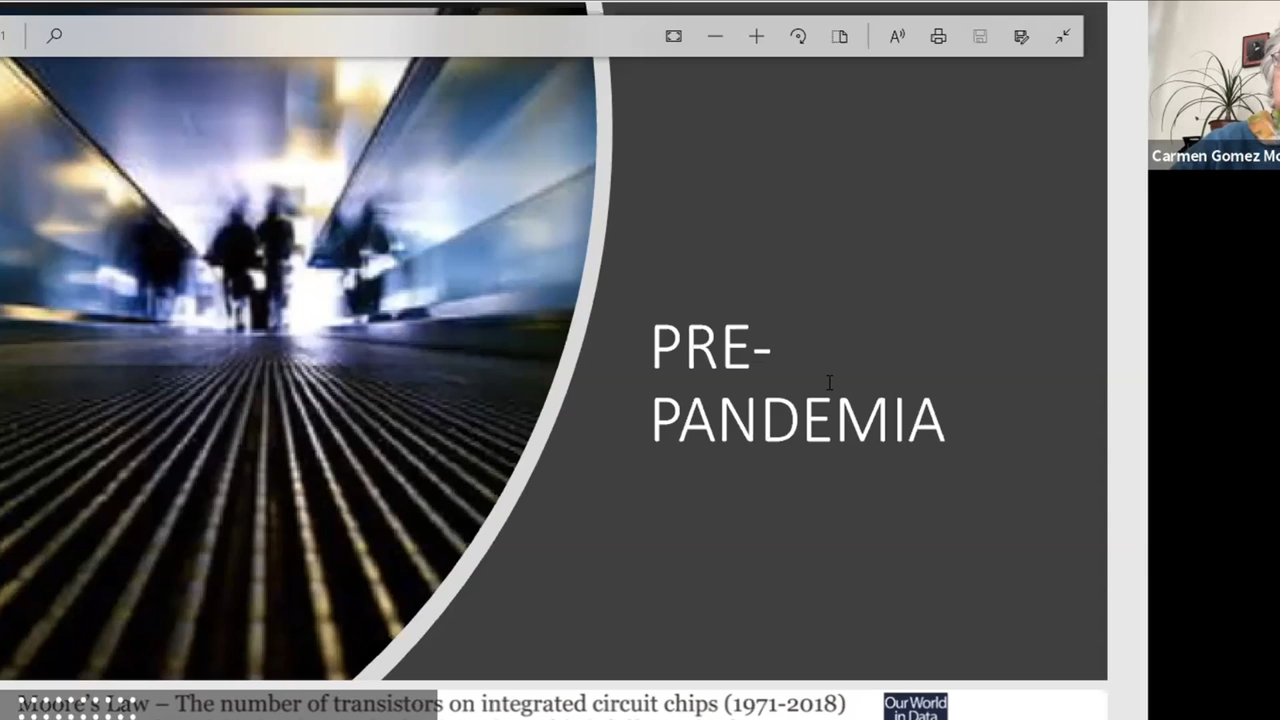 1
Carmen Gomez Mo
PRE-
PANDEMIA
Moore's Law – The number of transistors on integrated circuit chips (1971-2018)
Our World
in Data